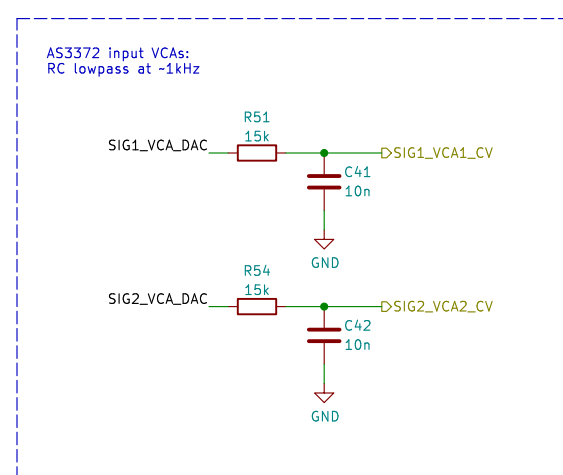 AS3372 input VCAs:
RC lowpass at ~1kHz
R51
15k
SIG1_VCA_DAC
SIG1_VCA1_CV
C41
10n
GND
R54
15k
SIG2_VCA_DAC
SIG2_VCA2_CV
C42
10n
GND